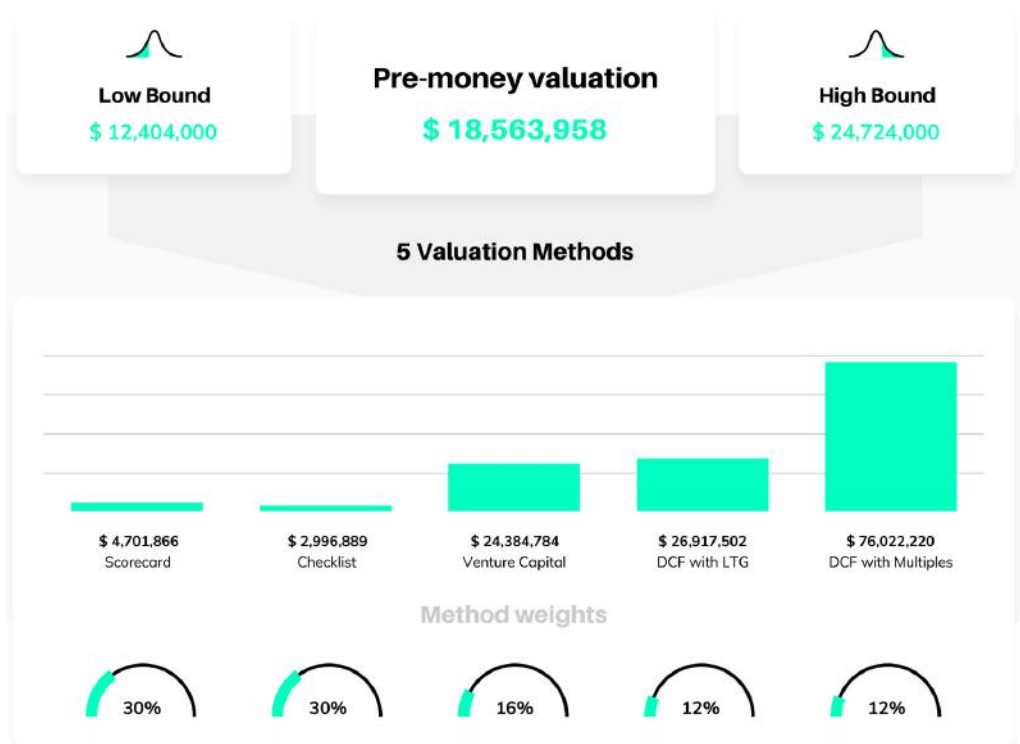 Low Bound
$ 12,404,000
Pre-money valuation
$ 18,563,958
High Bound
$ 24,724,000
5 Valuation Methods
$ 4,701,866
Scorecard
$ 2,996,889
Checklist
$ 24,384,784
Venture Capital
$ 26,917,502
DCF with LTG
$ 76,022,220
DCF with Multiples
Method weights
30%
30%
16%
12%
12%